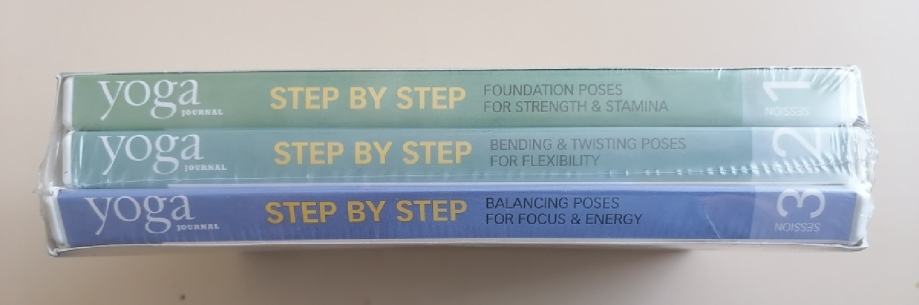 yoga
JOURNAL
STEP BY STEP
FOUNDATION POSES
FOR STRENGTH & STAMINA
SESSION 1
yoga
JOURNAL
STEP BY STEP
BENDING & TWISTING POSES
FOR FLEXIBILITY
2
yoga
JOURNAL
STEP BY STEP
BALANCING POSES
FOR FOCUS & ENERGY
SESSION 3